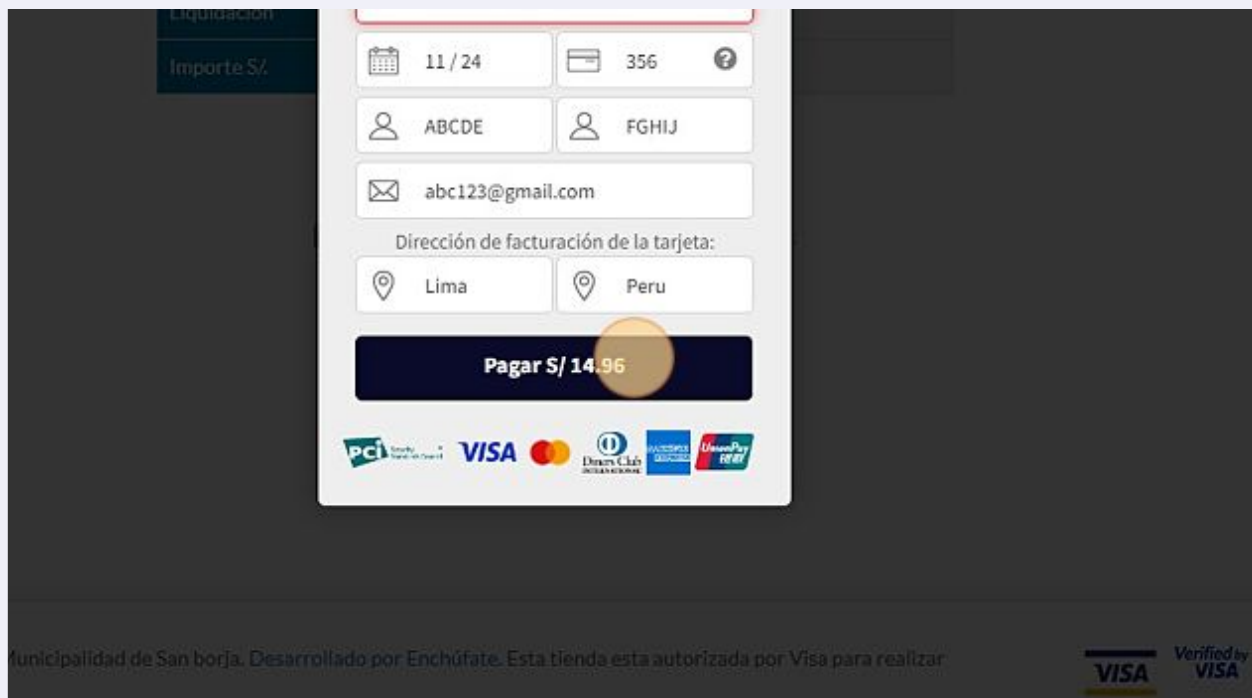 Liquidación
Importe S/.
11 / 24
356
ABCDE
FGHIJ
abc123@gmail.com
Dirección de facturación de la tarjeta:
Lima
Peru
Pagar S/ 14.96
PCI VISA Diners Club UnionPay
Municipalidad de San borja. Desarrollado por Enchúfate. Esta tienda esta autorizada por Visa para realizar
VISA
Verified by
VISA